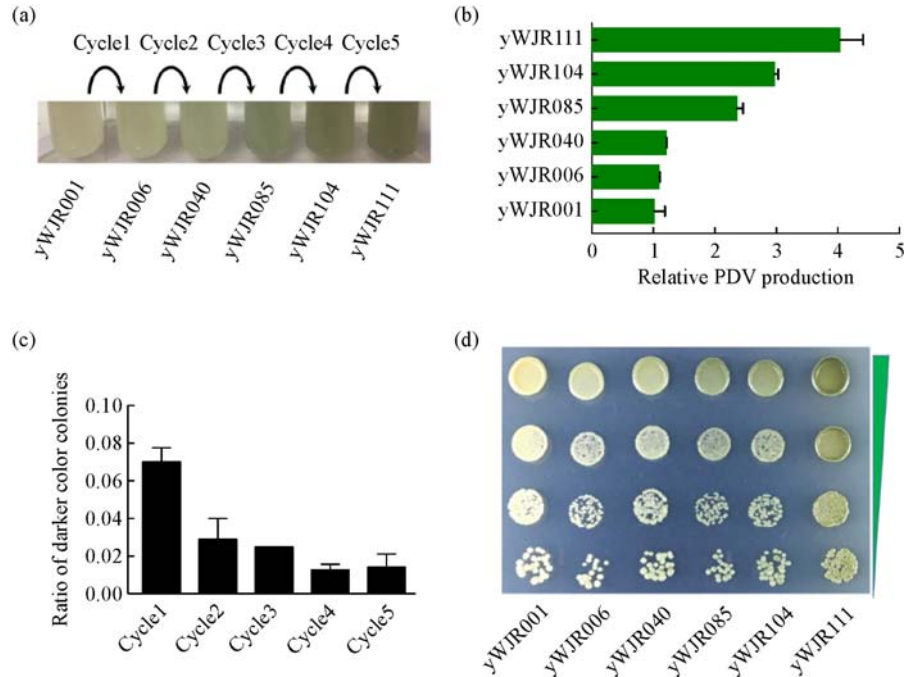 (a)
Cycle1 Cycle2 Cycle3 Cycle4 Cycle5
yWJR001 yWJR006 yWJR040 yWJR085 yWJR104 yWJR111
(b)
yWJR111
yWJR104
yWJR085
yWJR040
yWJR006
yWJR001
0 1 2 3 4 5
Relative PDV production
(c)
Ratio of darker color colonies
0.10
0.08
0.06
0.04
0.02
0.00
Cycle1 Cycle2 Cycle3 Cycle4 Cycle5
(d)
yWJR001 yWJR006 yWJR040 yWJR085 yWJR104 yWJR111